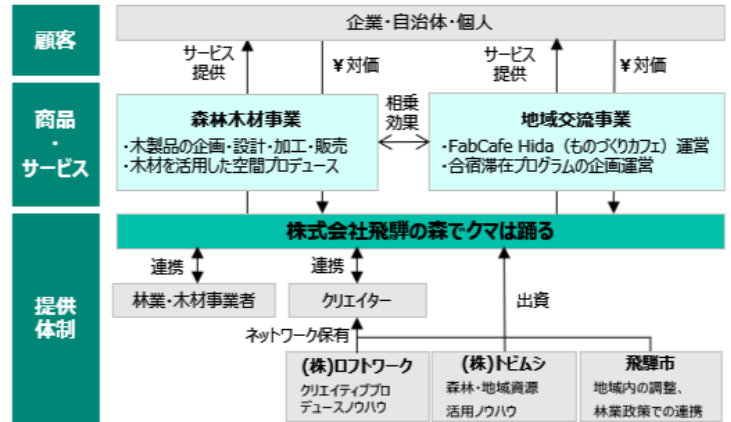 顧客
企業・自治体・個人
サービス
提供
¥対価
サービス
提供
¥対価
商品
・
サービス
森林木材事業
・木製品の企画・設計・加工・販売
・木材を活用した空間プロデュース
相乗
効果
地域交流事業
・FabCafe Hida（ものづくりカフェ）運営
・合宿滞在プログラムの企画運営
株式会社飛騨の森でクマは踊る
提供
体制
連携
連携
出資
林業・木材事業者
クリエイター
ネットワーク保有
(株)ロフトワーク
クリエイティブプロ
デュースノウハウ
(株)トビムシ
森林・地域資源
活用ノウハウ
飛騨市
地域内の調整、
林業政策での連携